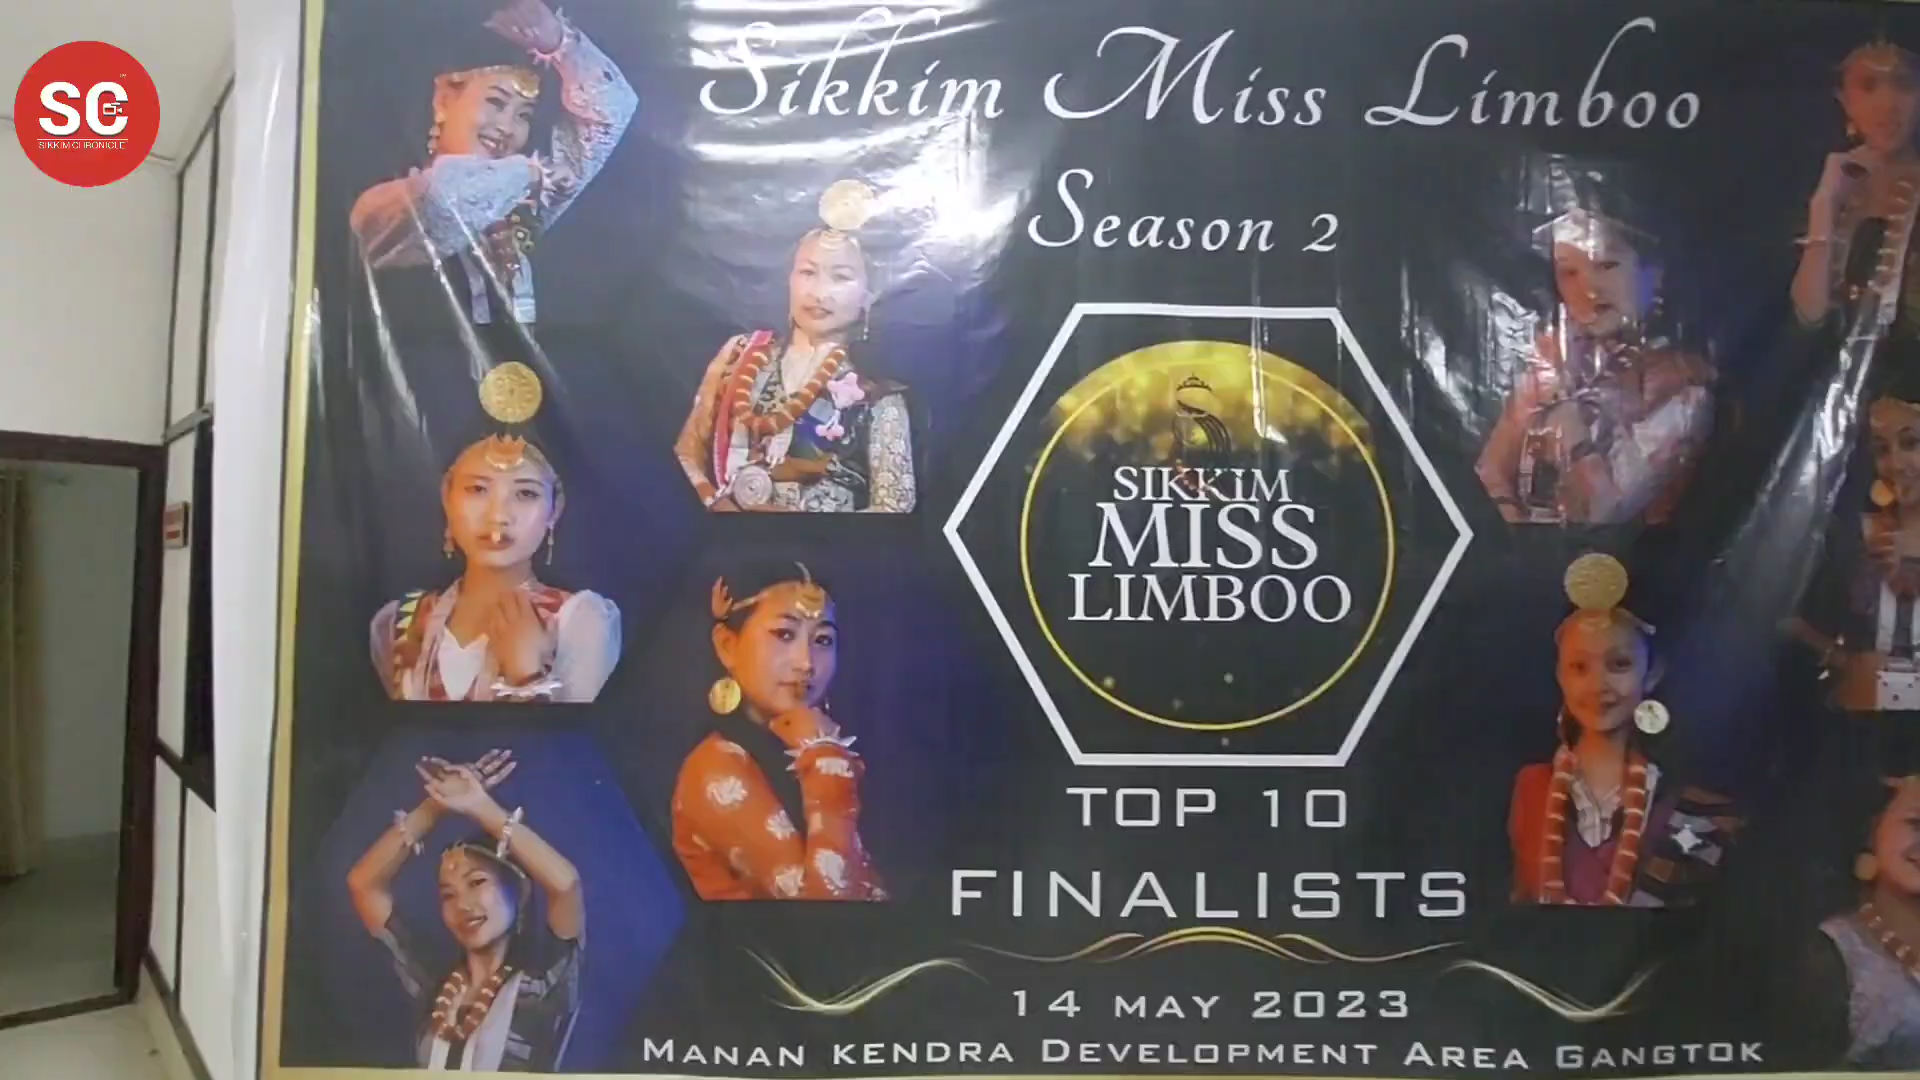 SC
SIKKIM CHRONICLE
Sikkim Miss Limboo
Season 2
SIKKIM
MISS
LIMBOO
TOP 10
FINALISTS
14 MAY 2023
MANAN KENDRA DEVELOPMENT AREA GANGTOK